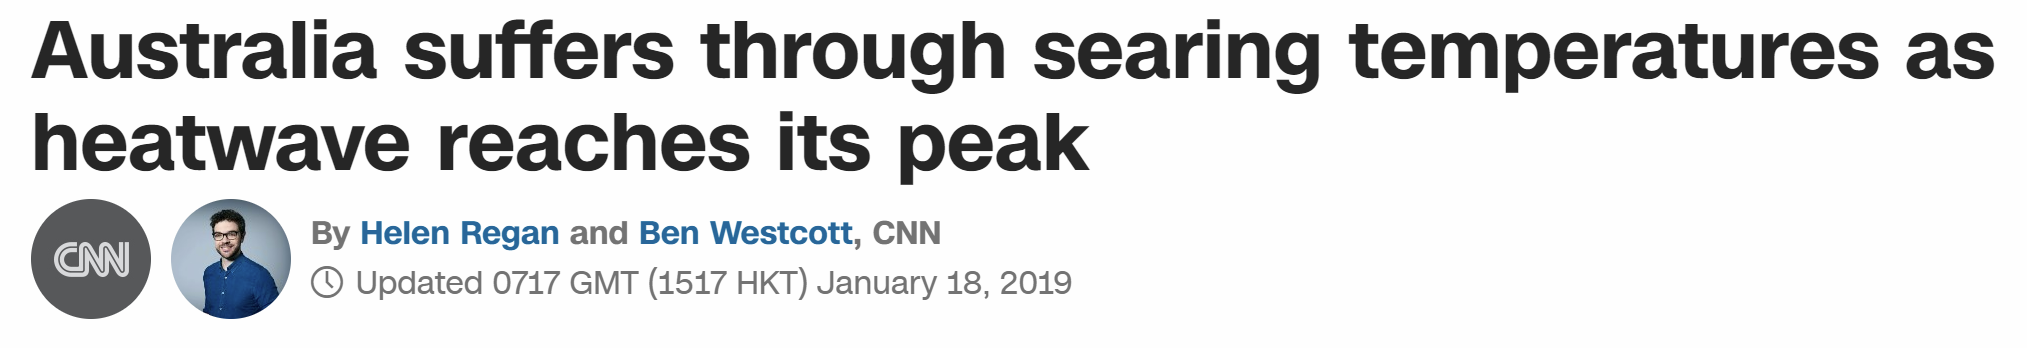 Australia suffers through searing temperatures as
heatwave reaches its peak
CNN
By Helen Regan and Ben Westcott, CNN
Updated 0717 GMT (1517 HKT) January 18, 2019